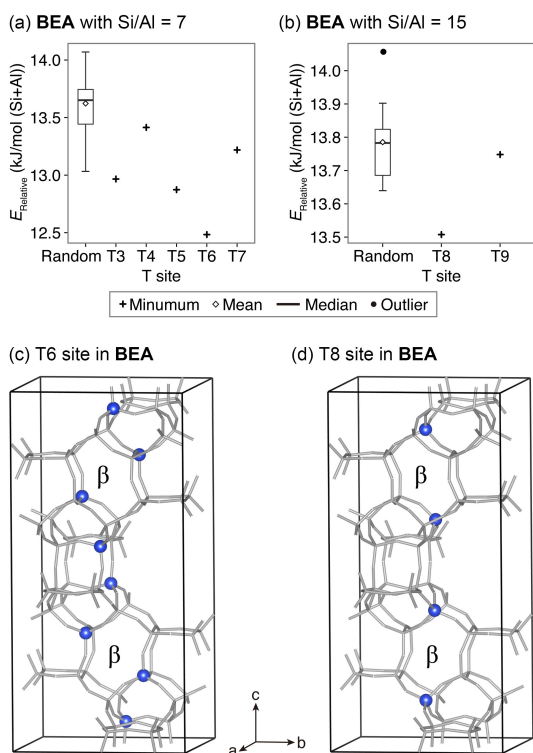 (a) BEA with Si/Al = 7
(b) BEA with Si/Al = 15
E Relative (kJ/mol (Si+Al))
14.0
13.5
13.0
12.5
Random T3 T4 T5 T6 T7
T site
E Relative (kJ/mol (Si+Al))
14.0
13.9
13.8
13.7
13.6
13.5
Random T8 T9
T site
Minumum Mean Median Outlier
(c) T6 site in BEA
(d) T8 site in BEA
β
β
β
β
c
a b